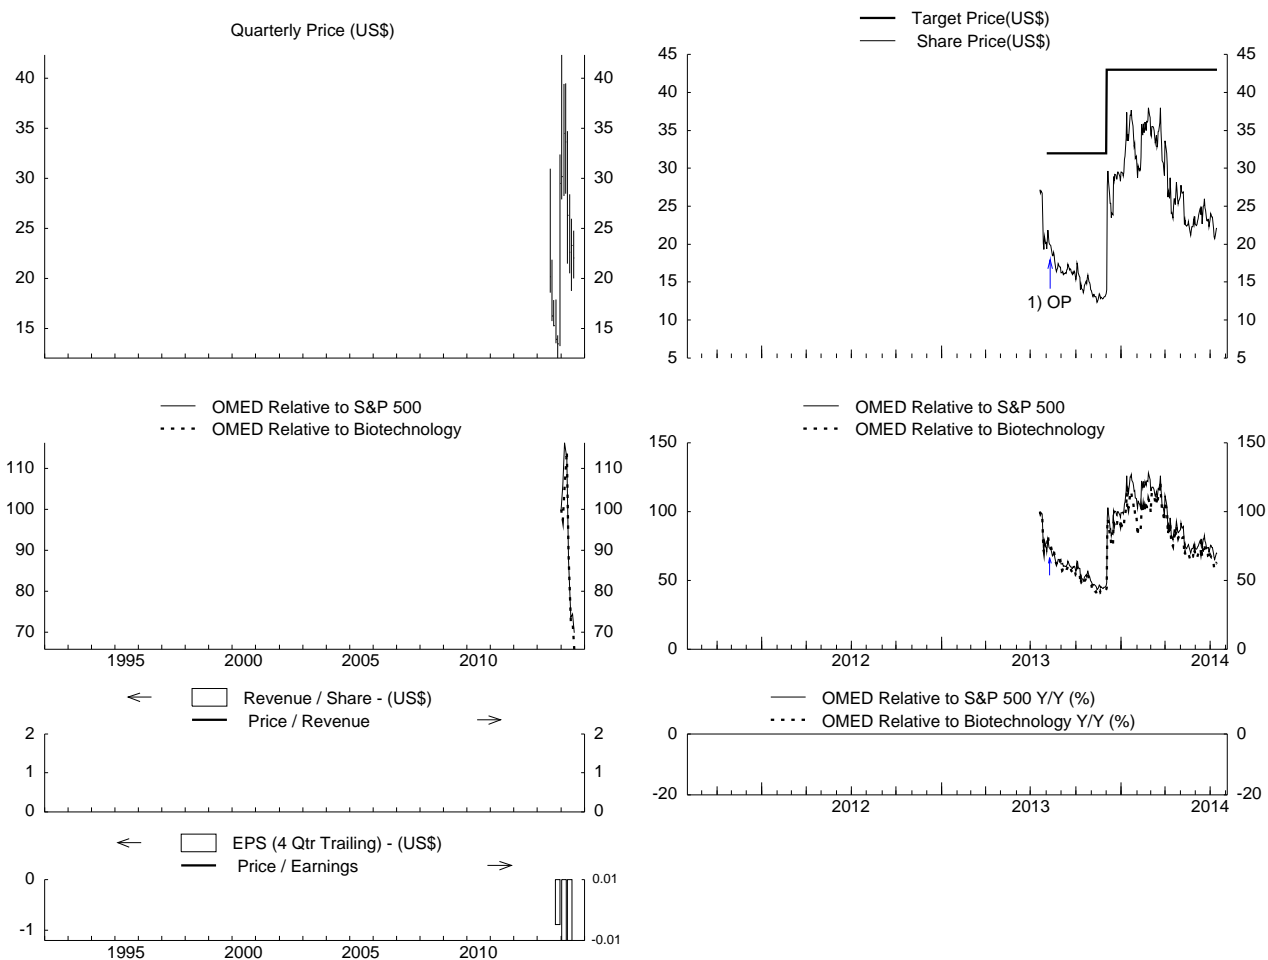 Quarterly Price (US$)
40 40
35 35
30 30
25 25
20 20
15 15
Target Price(US$)
Share Price(US$)
45 45
40 40
35 35
30 30
25 25
20 20
15 15
10 10
5 5
1) OP
OMED Relative to S&P 500
OMED Relative to Biotechnology
110 110
100 100
90 90
80 80
70 70
1995 2000 2005 2010
OMED Relative to S&P 500
OMED Relative to Biotechnology
150 150
100 100
50 50
0 0
2012 2013 2014
Revenue / Share - (US$)
Price / Revenue
2 2
1 1
0 0
OMED Relative to S&P 500 Y/Y (%)
OMED Relative to Biotechnology Y/Y (%)
0 0
-20 -20
2012 2013 2014
EPS (4 Qtr Trailing) - (US$)
Price / Earnings
0 0.01
-1 -0.01
1995 2000 2005 2010